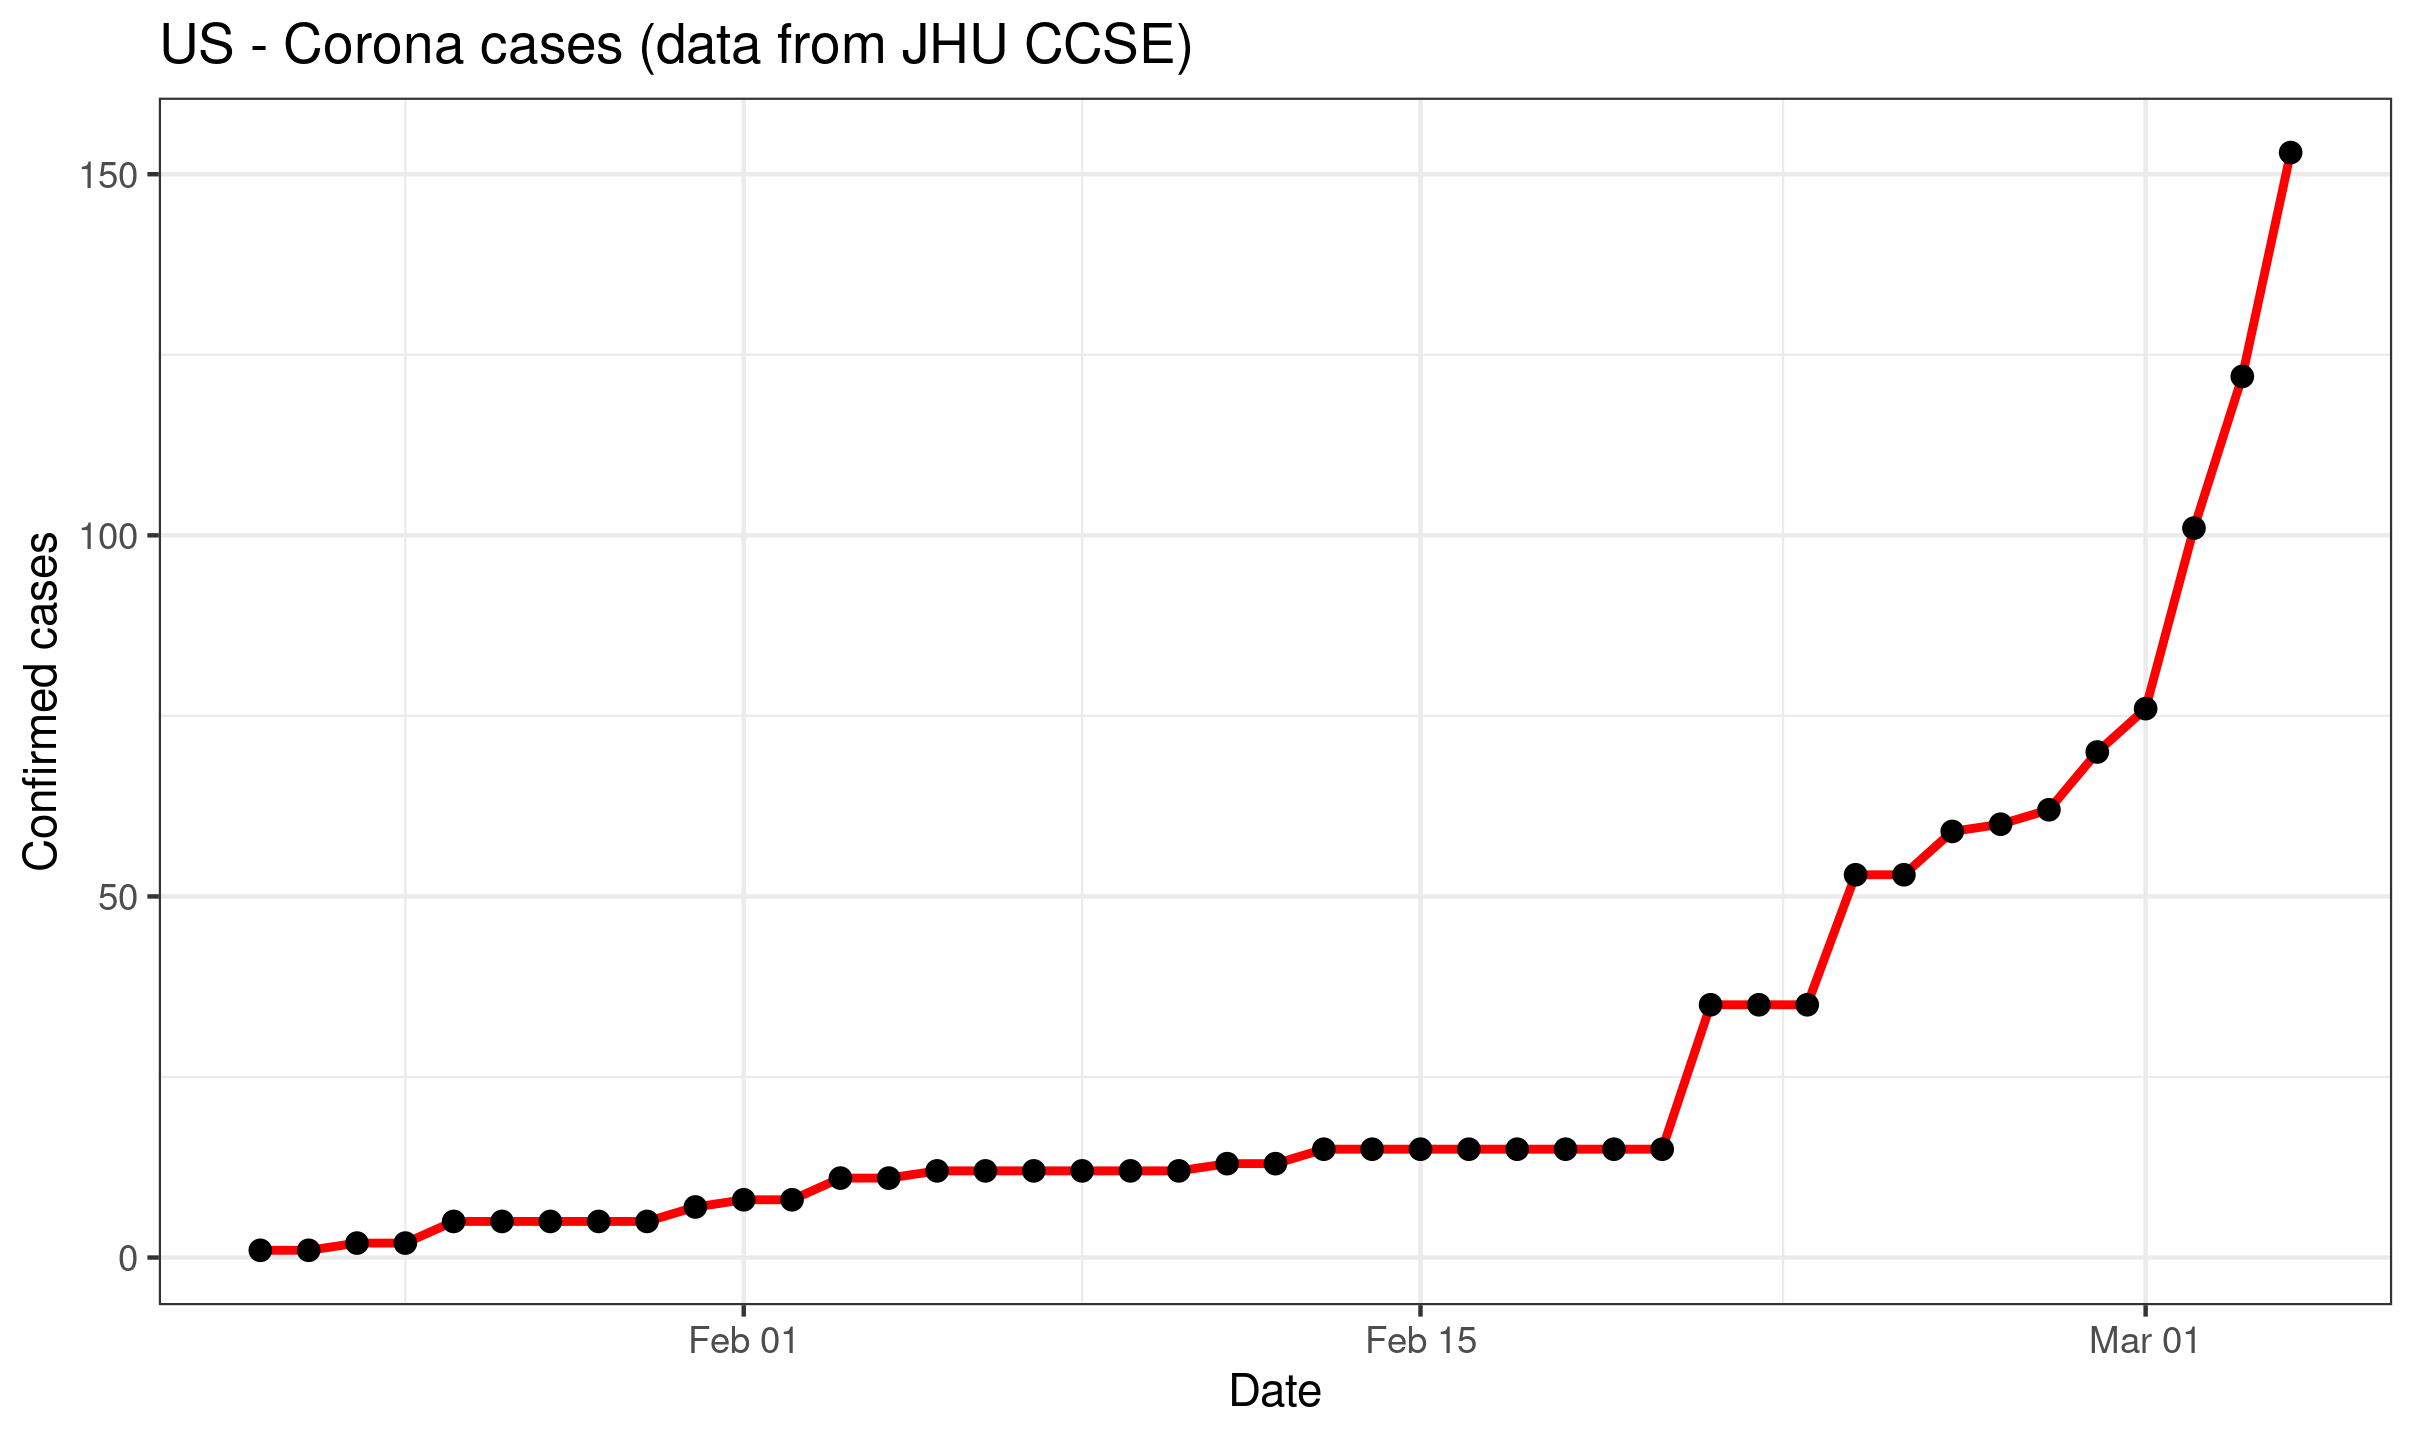 US - Corona cases (data from JHU CCSE)
Confirmed cases
150
100
50
0
Feb 01
Feb 15
Mar 01
Date